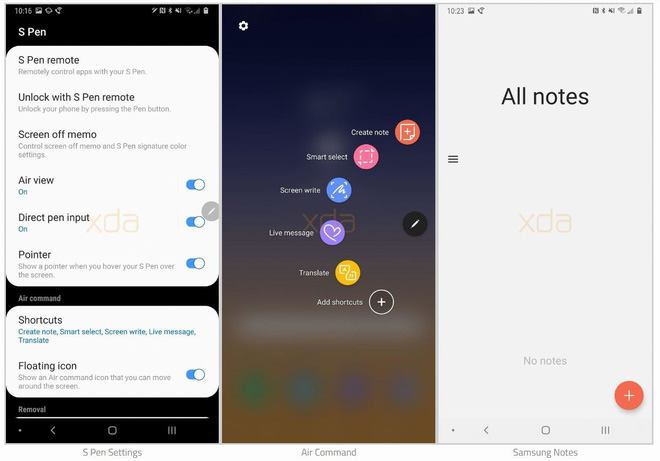 10:16
S Pen
S Pen remote
Remotely control apps with your S Pen.
Unlock with S Pen remote
Unlock your phone by pressing the Pen button.
Screen off memo
Control screen off memo and S Pen signature color
settings.
Air view
On
Direct pen input
On
Pointer
Show a pointer when you hover your S Pen over
the screen.
Air command
Shortcuts
Create note, Smart select, Screen write, Live message,
Translate
Floating icon
Show an Air command icon that you can move
around the screen.
Removal
xda
S Pen Settings
Create note
Smart select
Screen write
Live message
Translate
Add shortcuts
xda
Air Command
10:23
All notes
xda
No notes
Samsung Notes